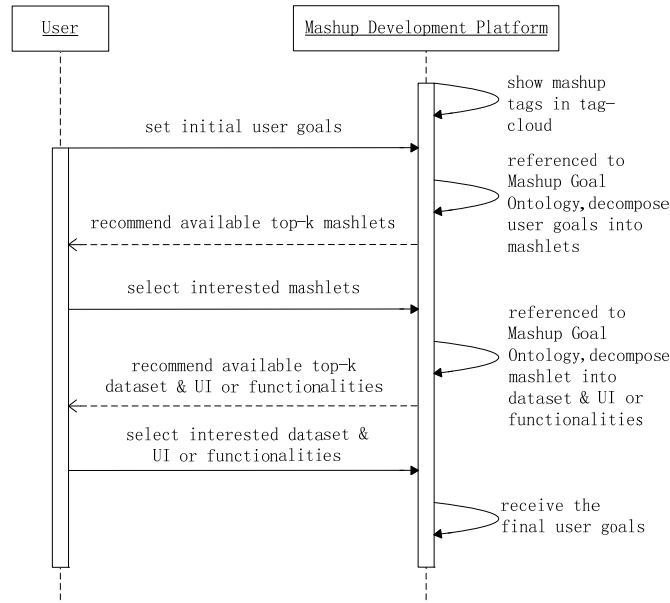 User
Mashup Development Platform
show mashup
tags in tag-
cloud
set initial user goals
referenced to
Mashup Goal
Ontology,decompose
user goals into
mashlets
recommend available top-k mashlets
select interested mashlets
referenced to
Mashup Goal
Ontology,decompose
mashlet into
dataset & UI or
functionalities
recommend available top-k
dataset & UI or functionalities
select interested dataset &
UI or functionalities
receive the
final user goals